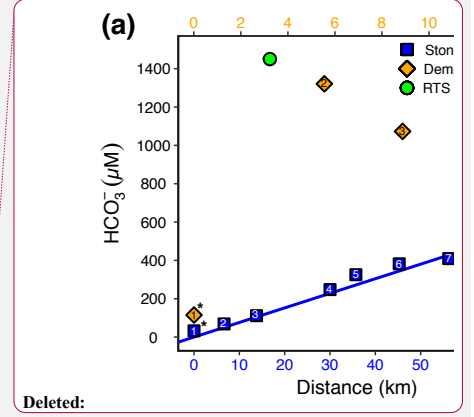 (a)
0 2 4 6 8 10
Ston
Dem
RTS
HCO₃⁻ (µM)
1400
1200
1000
800
600
400
200
0
2
3
1 *
1 * 2 3 4 5 6 7
0 10 20 30 40 50
Distance (km)
Deleted: